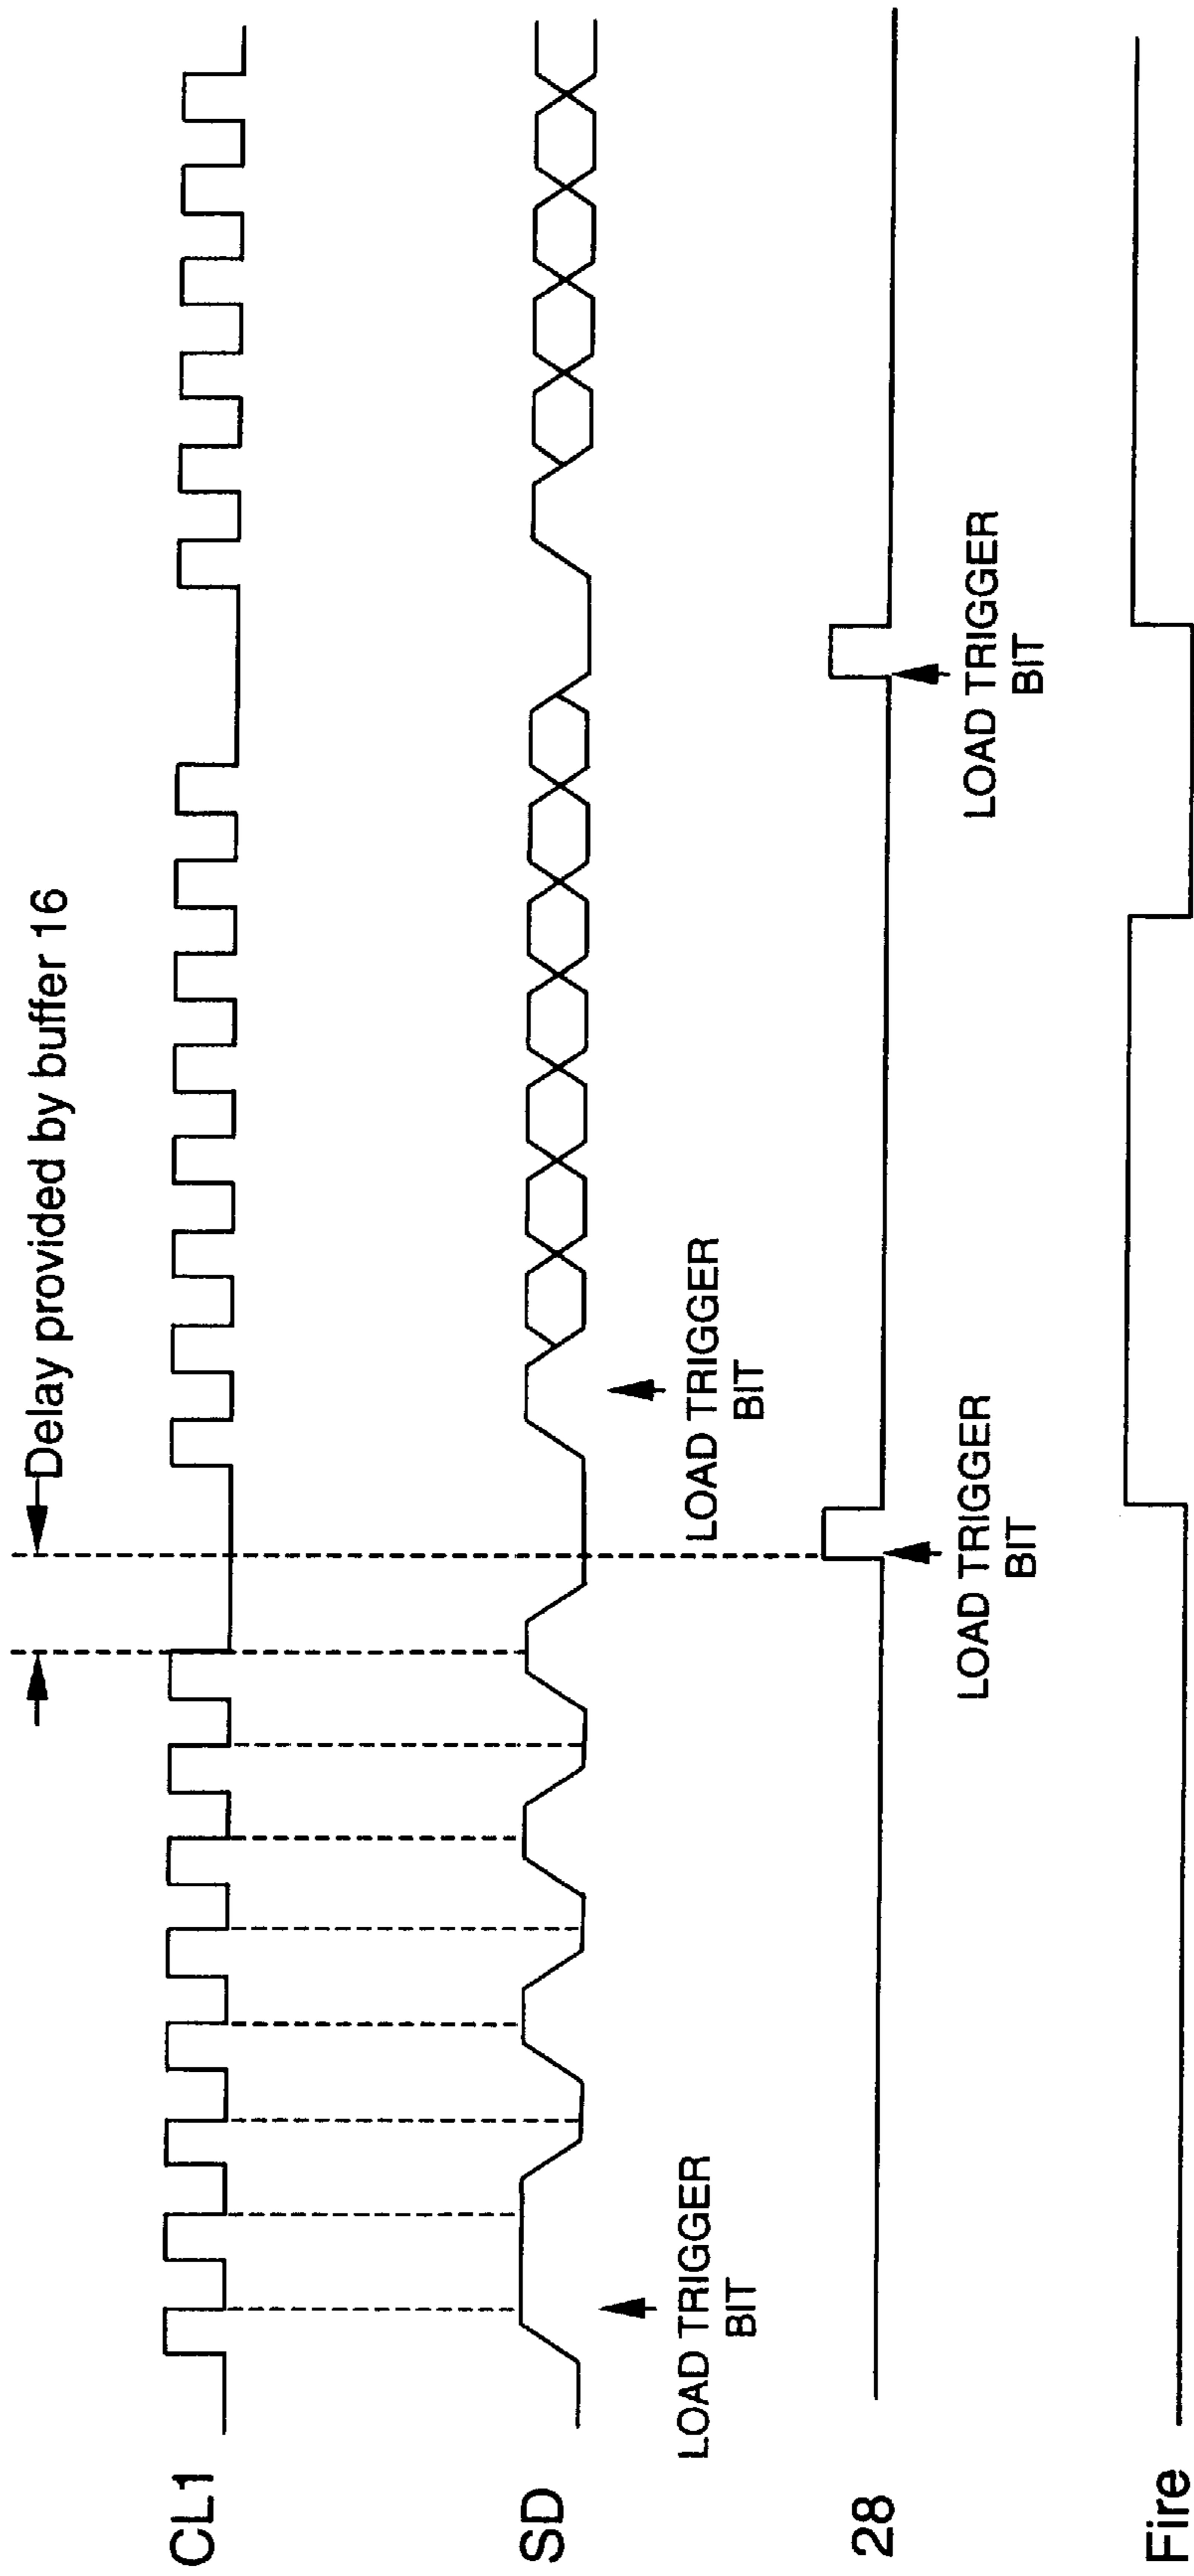 Delay provided by buffer 16
CL1
SD
LOAD TRIGGER
BIT
LOAD TRIGGER
BIT
28
LOAD TRIGGER
BIT
LOAD TRIGGER
BIT
Fire